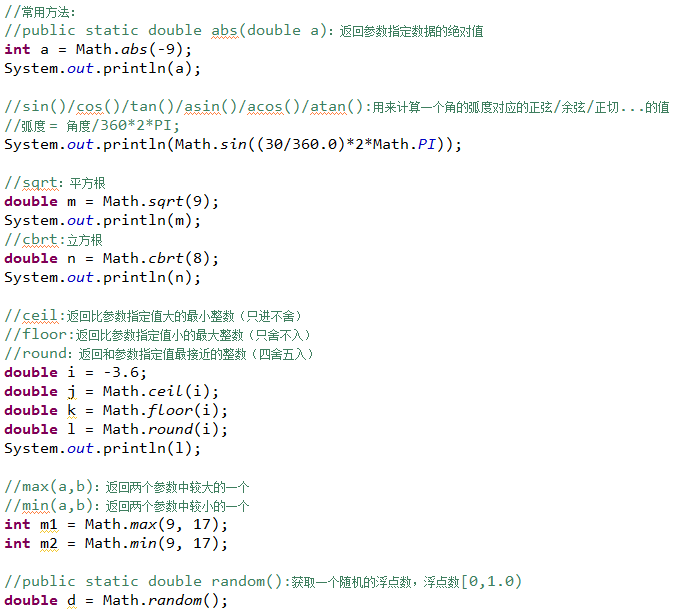 //常用方法:
//public static double abs(double a)：返回参数指定数据的绝对值
int a = Math.abs(-9);
System.out.println(a);
//sin()/cos()/tan()/asin()/acos()/atan():用来计算一个角的弧度对应的正弦/余弦/正切...的值
//弧度 = 角度/360*2*PI;
System.out.println(Math.sin((30/360.0)*2*Math.PI));
//sqrt：平方根
double m = Math.sqrt(9);
System.out.println(m);
//cbrt:立方根
double n = Math.cbrt(8);
System.out.println(n);
//ceil:返回比参数指定值大的最小整数（只进不舍）
//floor:返回比参数指定值小的最大整数（只舍不入）
//round：返回和参数指定值最接近的整数（四舍五入）
double i = -3.6;
double j = Math.ceil(i);
double k = Math.floor(i);
double l = Math.round(i);
System.out.println(l);
//max(a,b)：返回两个参数中较大的一个
//min(a,b)：返回两个参数中较小的一个
int m1 = Math.max(9, 17);
int m2 = Math.min(9, 17);
//public static double random():获取一个随机的浮点数，浮点数[0,1.0)
double d = Math.random();